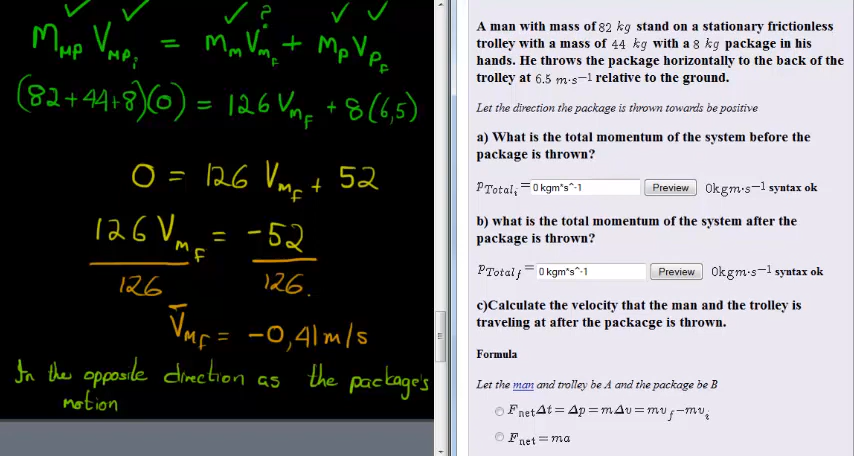 M_MP V_MP_i = m_m V_m_f + m_p V_p_F
?
(82+44+8)(0) = 126 V_m_f + 8(6,5)
0 = 126 V_m_F + 52
126 V_m_F = -52
126 126.
V_MF = -0,41 m/s
In the opposite direction as the package's
motion
A man with mass of 82 kg stand on a stationary frictionless
trolley with a mass of 44 kg with a 8 kg package in his
hands. He throws the package horizontally to the back of the
trolley at 6.5 m·s−1 relative to the ground.
Let the direction the package is thrown towards be positive
a) What is the total momentum of the system before the
package is thrown?
pTotal_i = 0 kgm*s^-1 Preview 0kgm·s−1 syntax ok
b) what is the total momentum of the system after the
package is thrown?
pTotal_f = 0 kgm*s^-1 Preview 0kgm·s−1 syntax ok
c)Calculate the velocity that the man and the trolley is
traveling at after the packacge is thrown.
Formula
Let the man and trolley be A and the package be B
F_net Δt = Δp = mΔv = mv_f − mv_i
F_net = ma